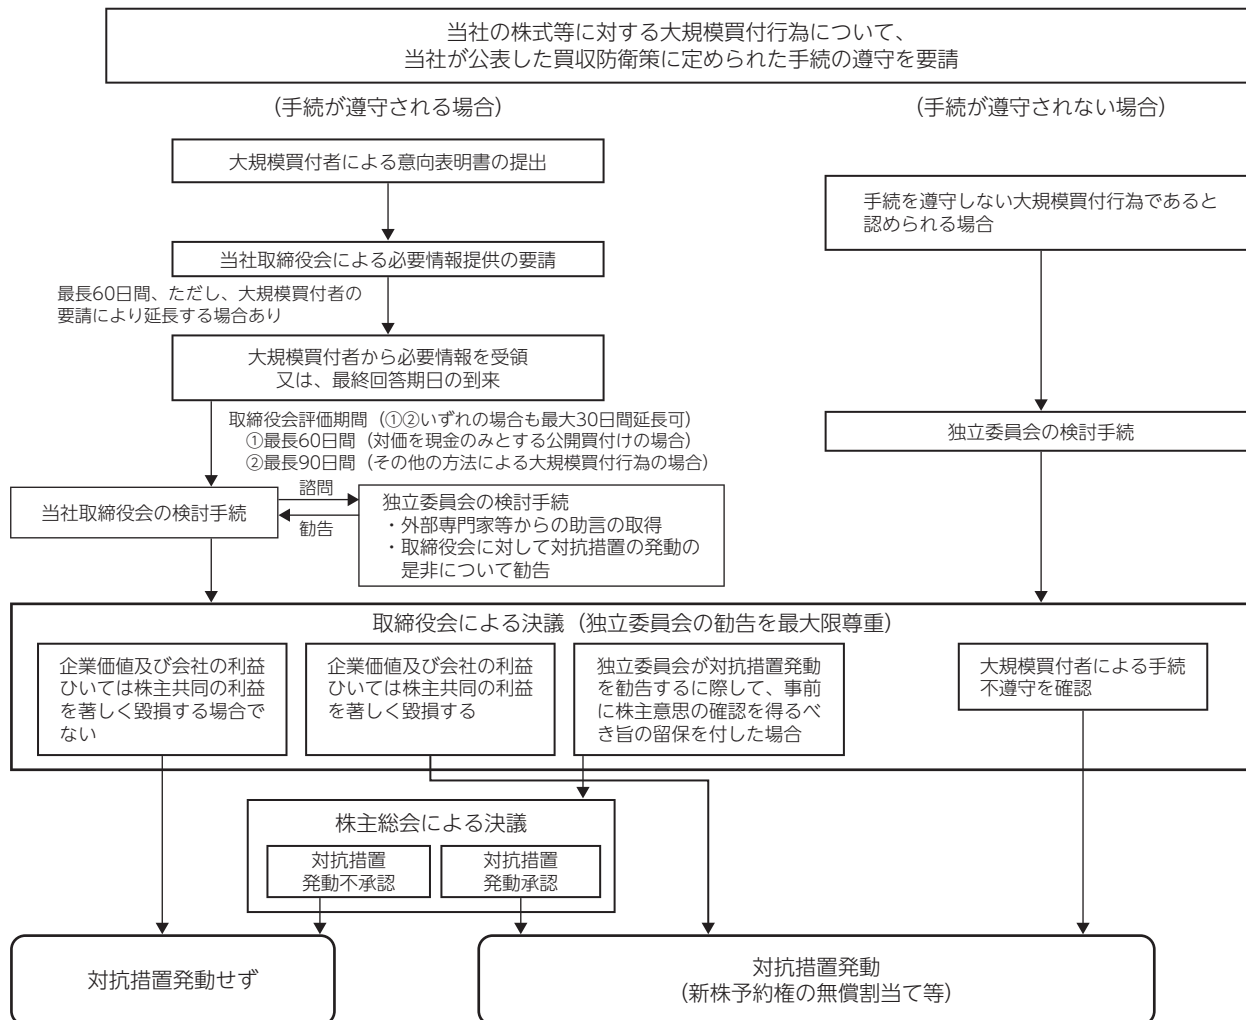 当社の株式等に対する大規模買付行為について、
当社が公表した買収防衛策に定められた手続の遵守を要請
（手続が遵守される場合）
（手続が遵守されない場合）
大規模買付者による意向表明書の提出
手続を遵守しない大規模買付行為であると
認められる場合
当社取締役会による必要情報提供の要請
最長60日間、ただし、大規模買付者の
要請により延長する場合あり
大規模買付者から必要情報を受領
又は、最終回答期日の到来
取締役会評価期間（①②いずれの場合も最大30日間延長可）
①最長60日間（対価を現金のみとする公開買付けの場合）
②最長90日間（その他の方法による大規模買付行為の場合）
独立委員会の検討手続
当社取締役会の検討手続
諮問
勧告
独立委員会の検討手続
・外部専門家等からの助言の取得
・取締役会に対して対抗措置の発動の
是非について勧告
取締役会による決議（独立委員会の勧告を最大限尊重）
企業価値及び会社の利益
ひいては株主共同の利益
を著しく毀損する場合で
ない
企業価値及び会社の利益
ひいては株主共同の利益
を著しく毀損する
独立委員会が対抗措置発動
を勧告するに際して、事前
に株主意思の確認を得るべ
き旨の留保を付した場合
大規模買付者による手続
不遵守を確認
株主総会による決議
対抗措置
発動不承認
対抗措置
発動承認
対抗措置発動せず
対抗措置発動
（新株予約権の無償割当て等）